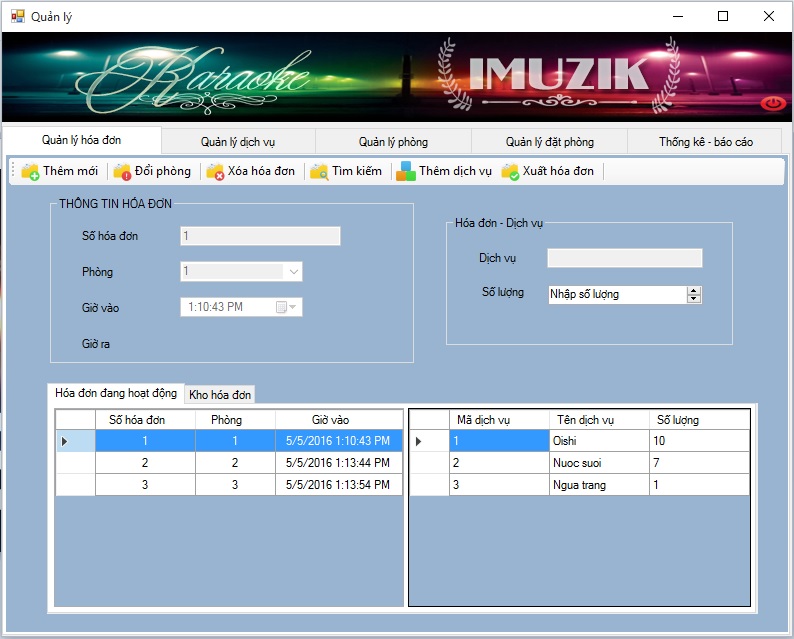 Quản lý
Karaoke IMUZIK
Quản lý hóa đơn Quản lý dịch vụ Quản lý phòng Quản lý đặt phòng Thống kê - báo cáo
Thêm mới Đổi phòng Xóa hóa đơn Tìm kiếm Thêm dịch vụ Xuất hóa đơn
THÔNG TIN HÓA ĐƠN
Số hóa đơn 1
Phòng 1
Giờ vào 1:10:43 PM
Giờ ra
Hóa đơn - Dịch vụ
Dịch vụ
Số lượng Nhập số lượng
Hóa đơn đang hoạt động Kho hóa đơn
Số hóa đơn Phòng Giờ vào
1 1 5/5/2016 1:10:43 PM
2 2 5/5/2016 1:13:44 PM
3 3 5/5/2016 1:13:54 PM
Mã dịch vụ Tên dịch vụ Số lượng
1 Oishi 10
2 Nuoc suoi 7
3 Ngua trang 1